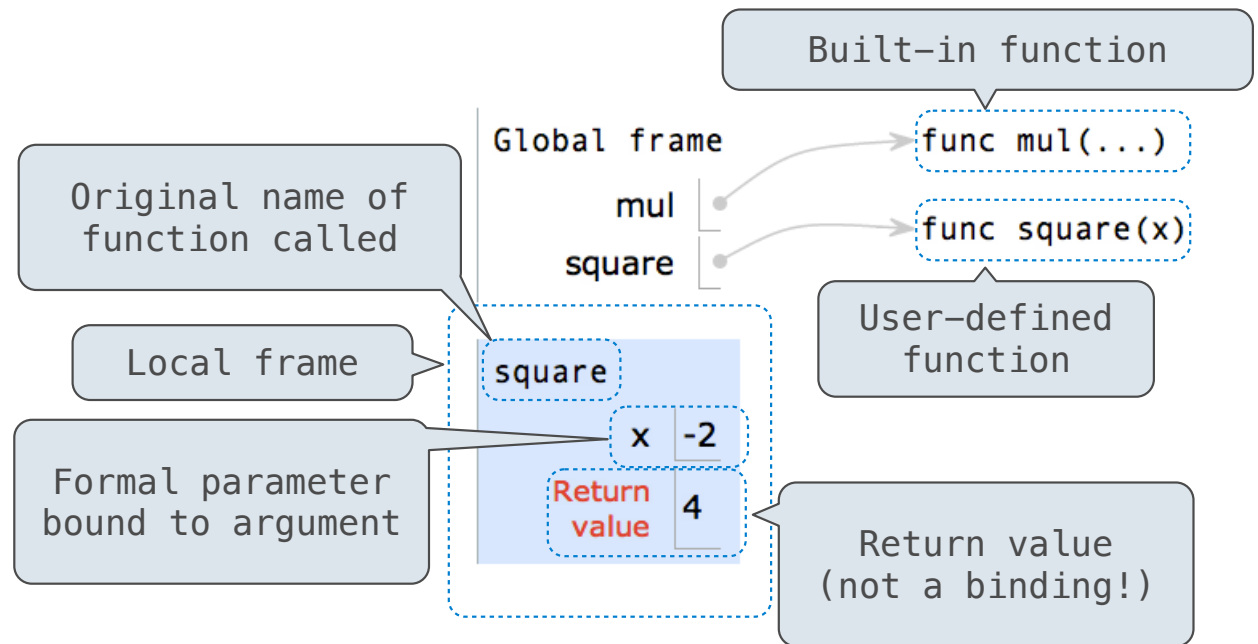 Built-in function
Global frame
func mul(...)
mul
Original name of
function called
func square(x)
square
User-defined
function
Local frame
square
x -2
Formal parameter
bound to argument
Return
value
4
Return value
(not a binding!)